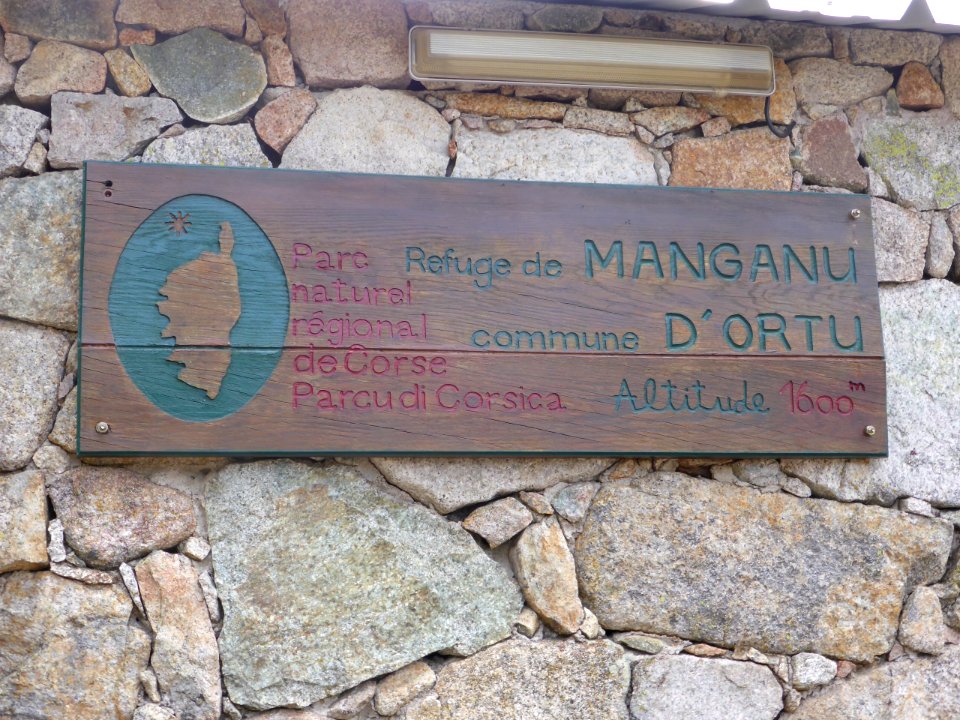 Parc
naturel
régional
de Corse
Parcu di Corsica
Refuge de MANGANU
commune D'ORTU
Altitude 1600m